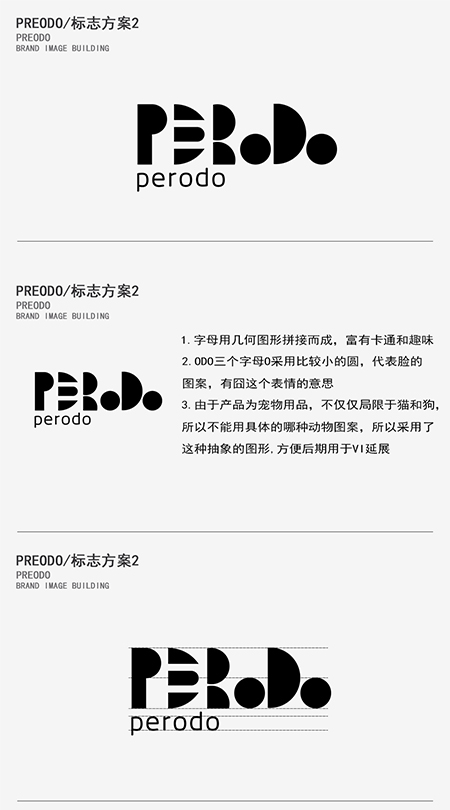 PREODO/标志方案2
PREODO
BRAND IMAGE BUILDING
PERoDo
perodo
PREODO/标志方案2
PREODO
BRAND IMAGE BUILDING
1.字母用几何图形拼接而成，富有卡通和趣味
2.ODO三个字母O采用比较小的圆，代表脸的
图案，有囧这个表情的意思
3.由于产品为宠物用品，不仅仅局限于猫和狗，
所以不能用具体的哪种动物图案，所以采用了
这种抽象的图形.方便后期用于VI延展
PERoDo
perodo
PREODO/标志方案2
PREODO
BRAND IMAGE BUILDING
PERoDo
perodo